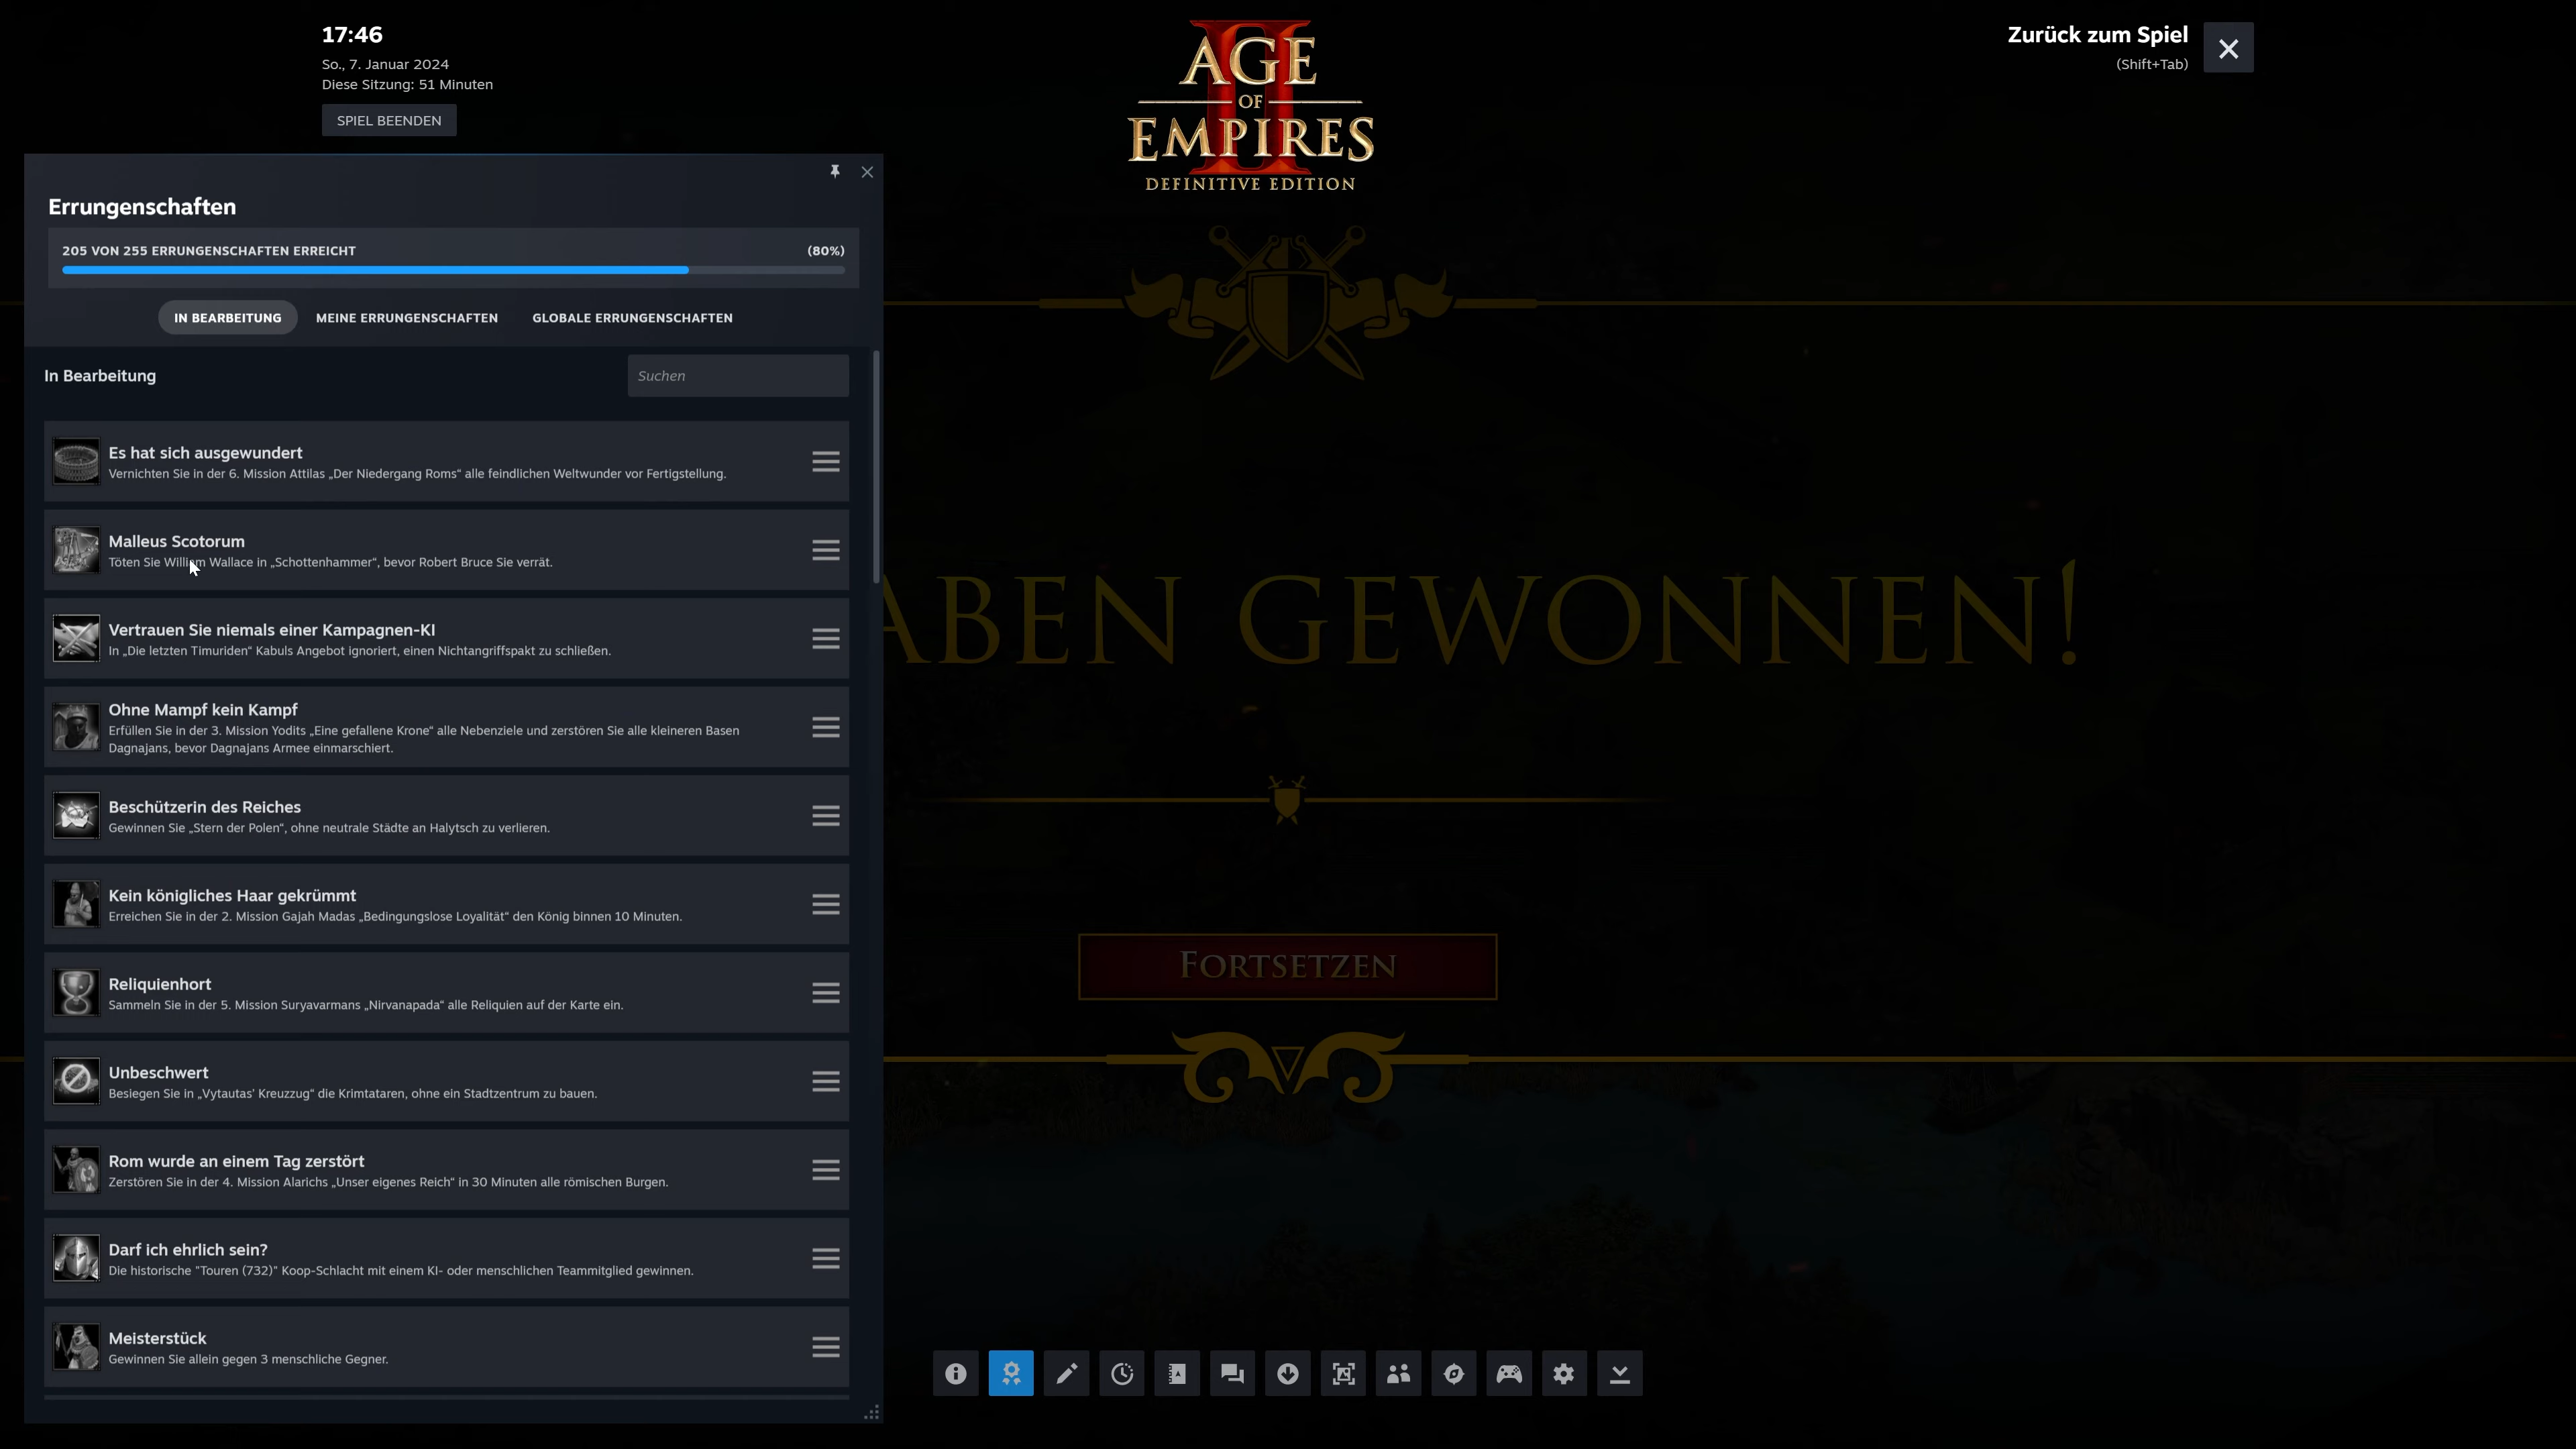 17:46
So., 7. Januar 2024
Diese Sitzung: 51 Minuten
SPIEL BEENDEN
AGE
OF
EMPIRES
II
DEFINITIVE EDITION
Zurück zum Spiel
(Shift+Tab)
Errungenschaften
205 VON 255 ERRUNGENSCHAFTEN ERREICHT (80%)
IN BEARBEITUNG MEINE ERRUNGENSCHAFTEN GLOBALE ERRUNGENSCHAFTEN
In Bearbeitung
Suchen
Es hat sich ausgewundert
Vernichten Sie in der 6. Mission Attilas „Der Niedergang Roms“ alle feindlichen Weltwunder vor Fertigstellung.
Malleus Scotorum
Töten Sie William Wallace in „Schottenhammer“, bevor Robert Bruce Sie verrät.
Vertrauen Sie niemals einer Kampagnen-KI
In „Die letzten Timuriden“ Kabuls Angebot ignoriert, einen Nichtangriffspakt zu schließen.
Ohne Mampf kein Kampf
Erfüllen Sie in der 3. Mission Yodits „Eine gefallene Krone“ alle Nebenziele und zerstören Sie alle kleineren Basen
Dagnajans, bevor Dagnajans Armee einmarschiert.
Beschützerin des Reiches
Gewinnen Sie „Stern der Polen“, ohne neutrale Städte an Halytsch zu verlieren.
Kein königliches Haar gekrümmt
Erreichen Sie in der 2. Mission Gajah Madas „Bedingungslose Loyalität“ den König binnen 10 Minuten.
Reliquienhort
Sammeln Sie in der 5. Mission Suryavarmans „Nirvanapada“ alle Reliquien auf der Karte ein.
Unbeschwert
Besiegen Sie in „Vytautas’ Kreuzzug“ die Krimtataren, ohne ein Stadtzentrum zu bauen.
Rom wurde an einem Tag zerstört
Zerstören Sie in der 4. Mission Alarichs „Unser eigenes Reich“ in 30 Minuten alle römischen Burgen.
Darf ich ehrlich sein?
Die historische "Touren (732)" Koop-Schlacht mit einem KI- oder menschlichen Teammitglied gewinnen.
Meisterstück
Gewinnen Sie allein gegen 3 menschliche Gegner.
ABEN GEWONNEN!
FORTSETZEN